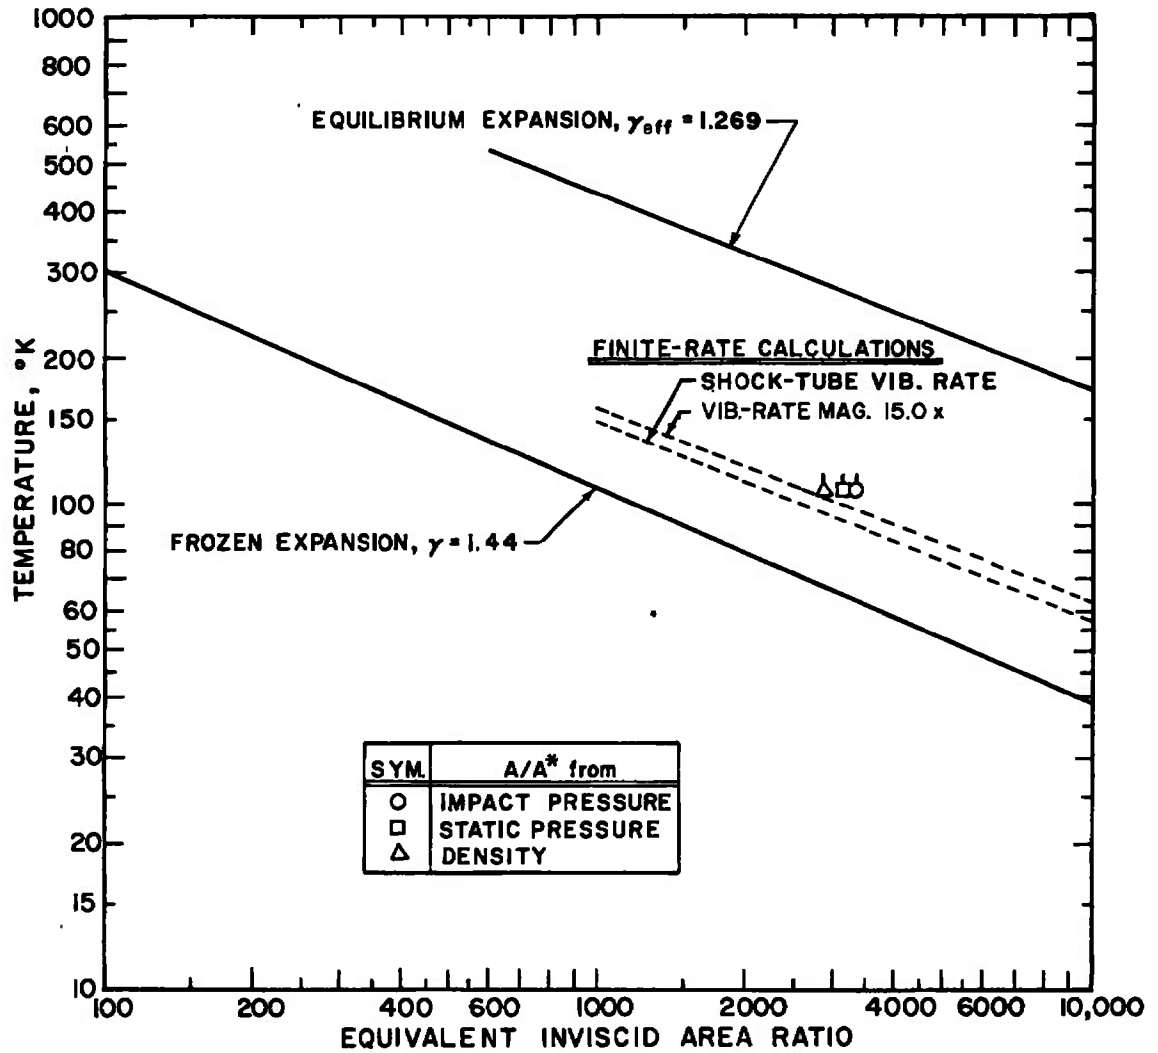 1000
800
600
500
400
300
200
150
100
80
60
50
40
30
20
15
10
TEMPERATURE, °K
EQUILIBRIUM EXPANSION, γeff = 1.269
FINITE-RATE CALCULATIONS
SHOCK-TUBE VIB. RATE
VIB.-RATE MAG. 15.0 x
FROZEN EXPANSION, γ = 1.44
SYM. A/A* from
IMPACT PRESSURE
STATIC PRESSURE
DENSITY
100 200 400 600 1000 2000 4000 6000 10,000
EQUIVALENT INVISCID AREA RATIO